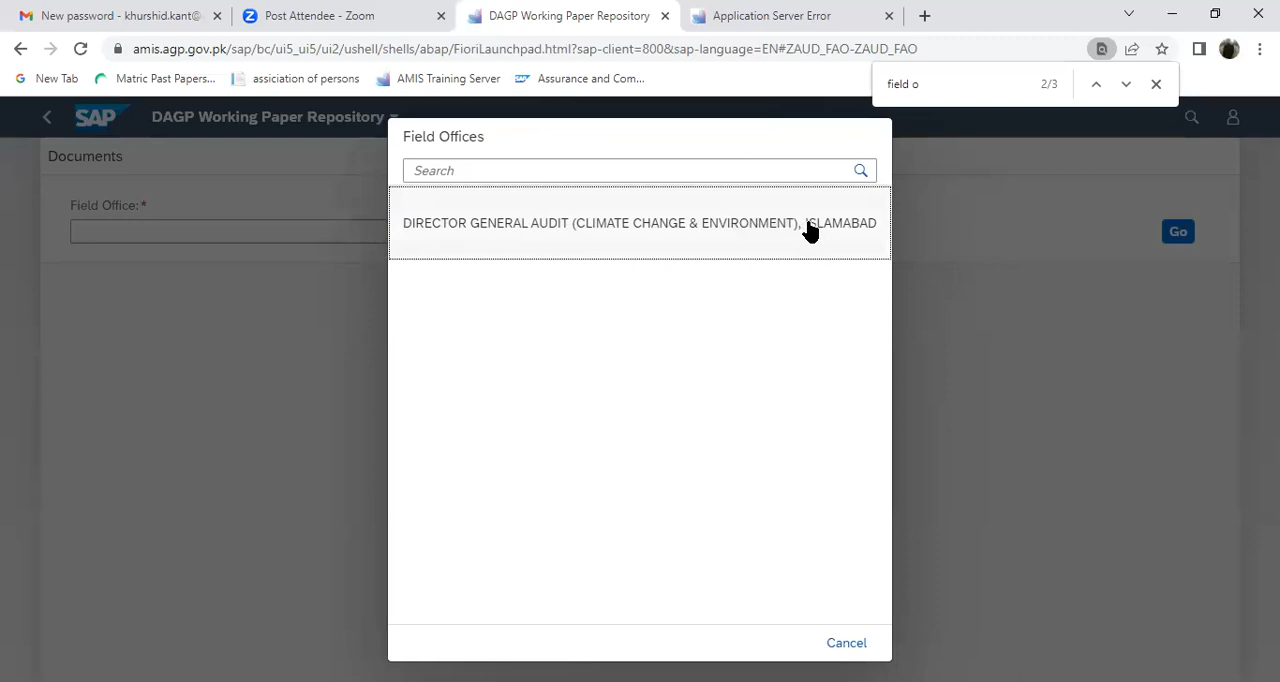 New password - khurshid.kant@
Post Attendee - Zoom
DAGP Working Paper Repository
Application Server Error
amis.agp.gov.pk/sap/bc/ui5_ui5/ui2/ushell/shells/abap/FioriLaunchpad.html?sap-client=800&sap-language=EN#ZAUD_FAO-ZAUD_FAO
New Tab
Matric Past Papers...
assiciation of persons
AMIS Training Server
Assurance and Com...
field o
2/3
SAP
DAGP Working Paper Repository
Documents
Field Office:*
Go
Field Offices
Search
DIRECTOR GENERAL AUDIT (CLIMATE CHANGE & ENVIRONMENT), ISLAMABAD
Cancel